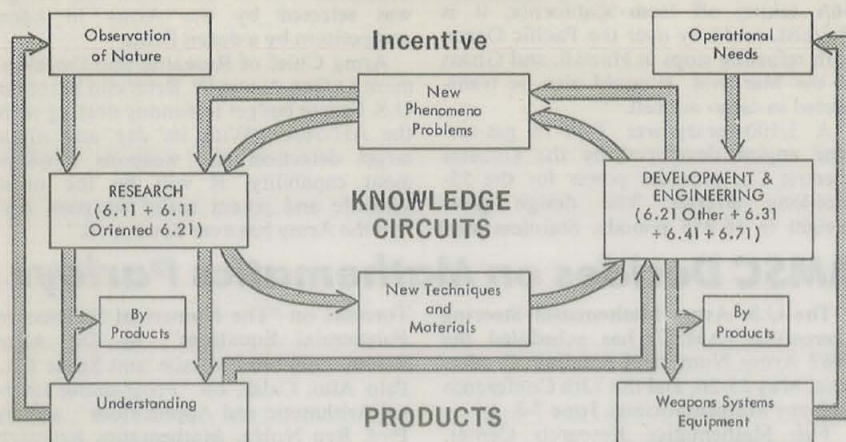 Observation
of Nature
Incentive
Operational
Needs
New
Phenomeno
Problems
RESEARCH
(6.11 + 6.11
Oriented 6.21)
KNOWLEDGE
CIRCUITS
DEVELOPMENT &
ENGINEERING
(6.21 Other + 6.31
+ 6.41 + 6.71)
By
Products
New Techniques
and
Materials
By
Products
Understanding
PRODUCTS
Weapons Systems
Equipment